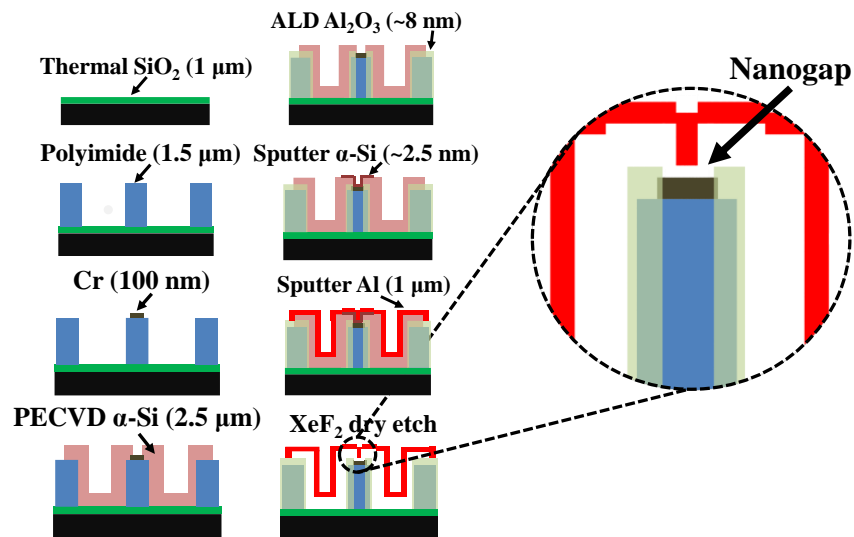 Thermal SiO₂ (1 μm)
Polyimide (1.5 μm)
Cr (100 nm)
PECVD α-Si (2.5 μm)
ALD Al₂O₃ (~8 nm)
Sputter α-Si (~2.5 nm)
Sputter Al (1 μm)
XeF₂ dry etch
Nanogap